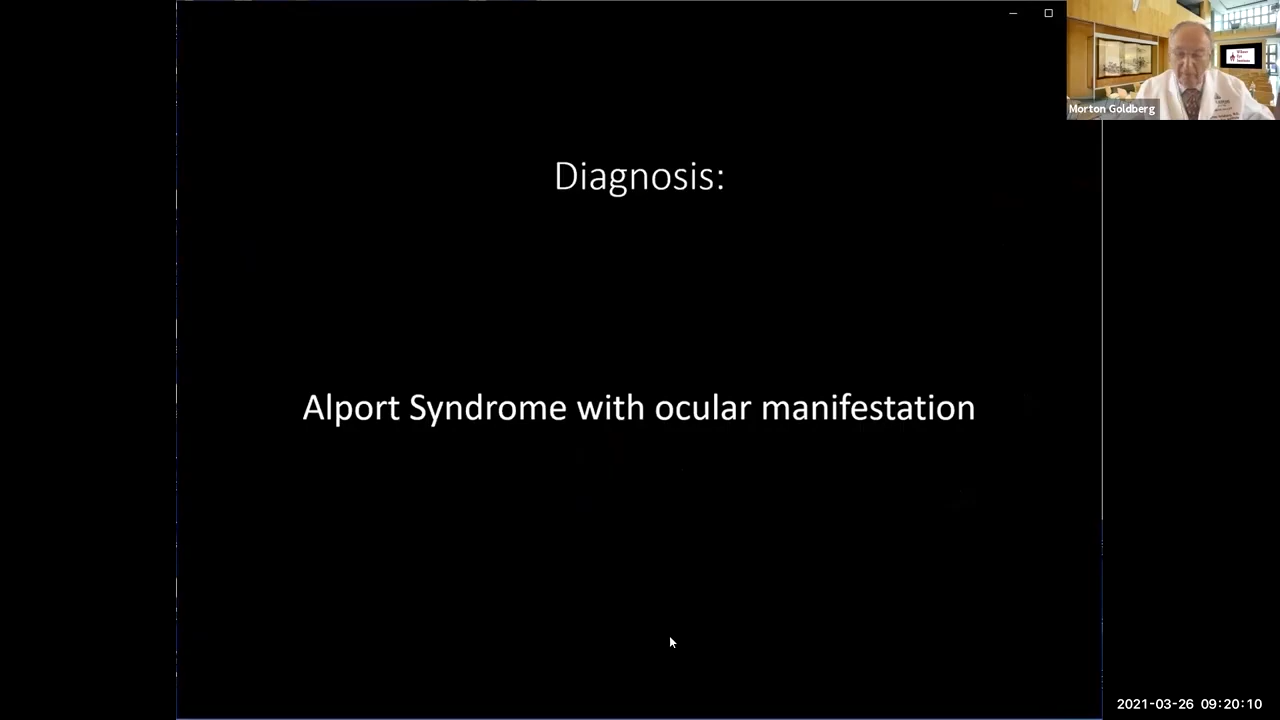 Diagnosis:
Alport Syndrome with ocular manifestation
Morton Goldberg
2021-03-26 09:20:10